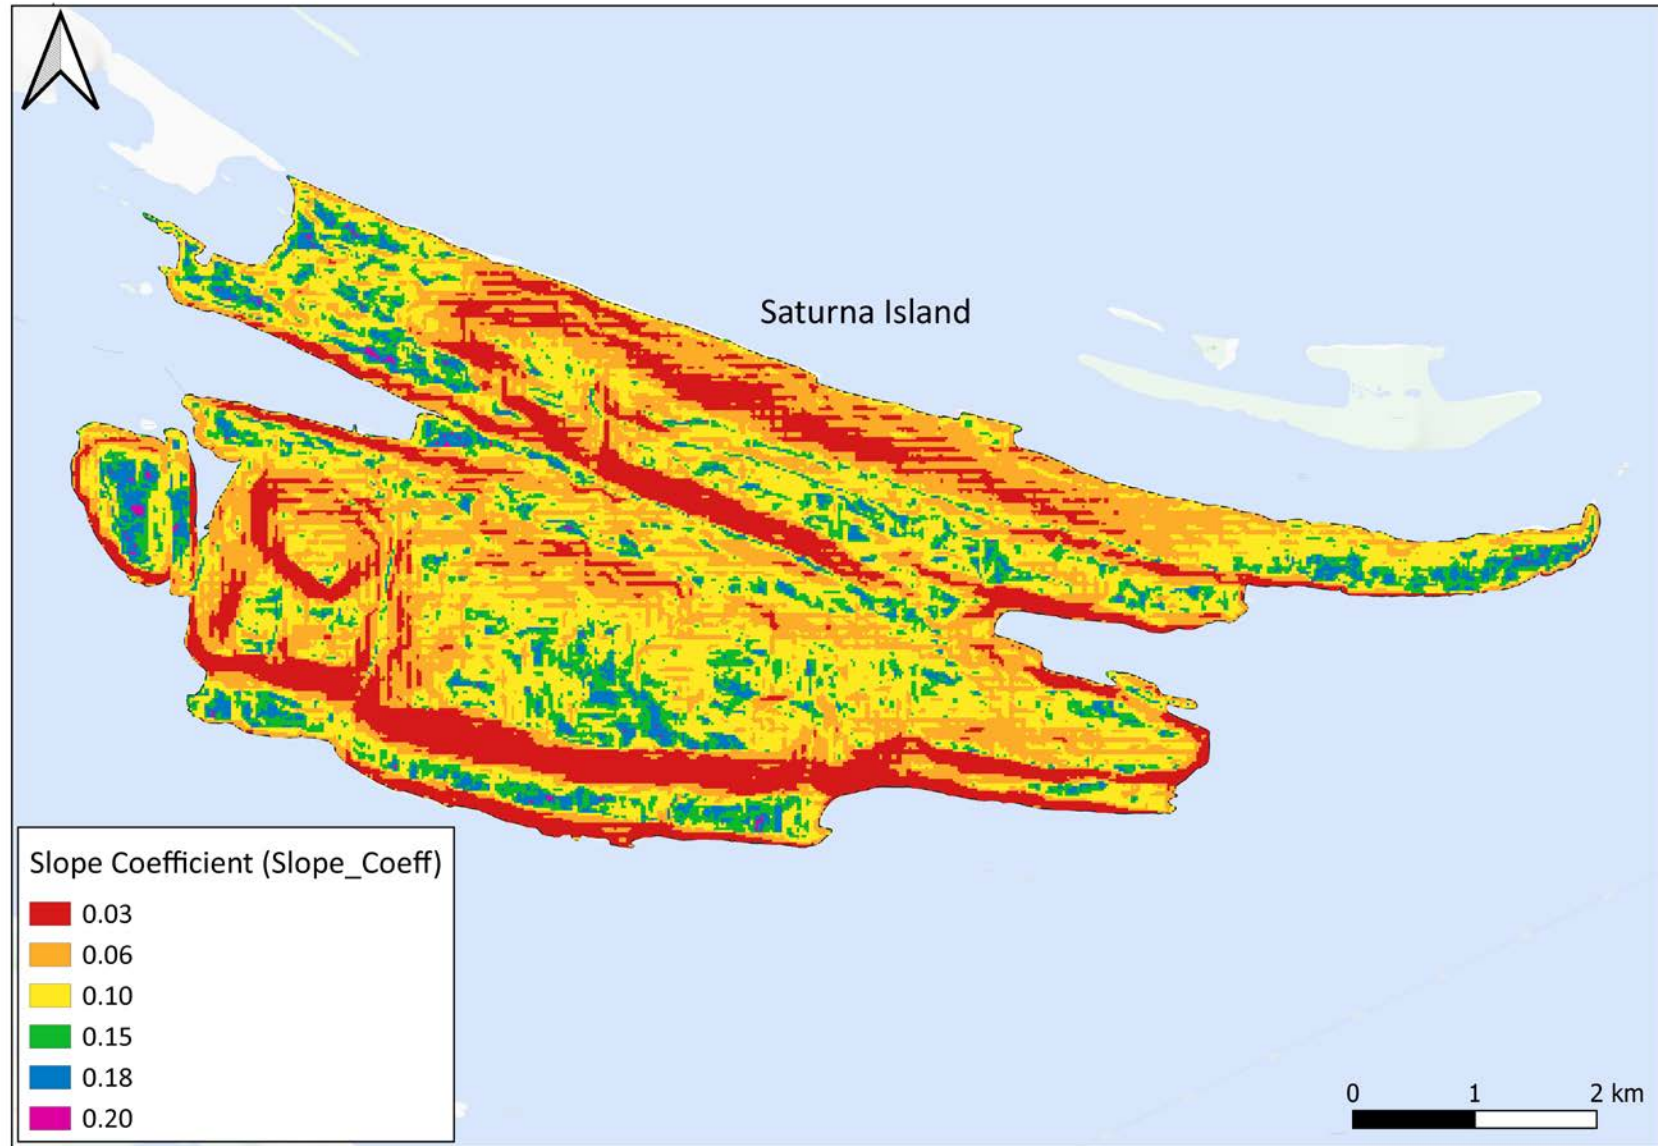 Saturna Island
Slope Coefficient (Slope_Coeff)
0.03
0.06
0.10
0.15
0.18
0.20
0 1 2 km